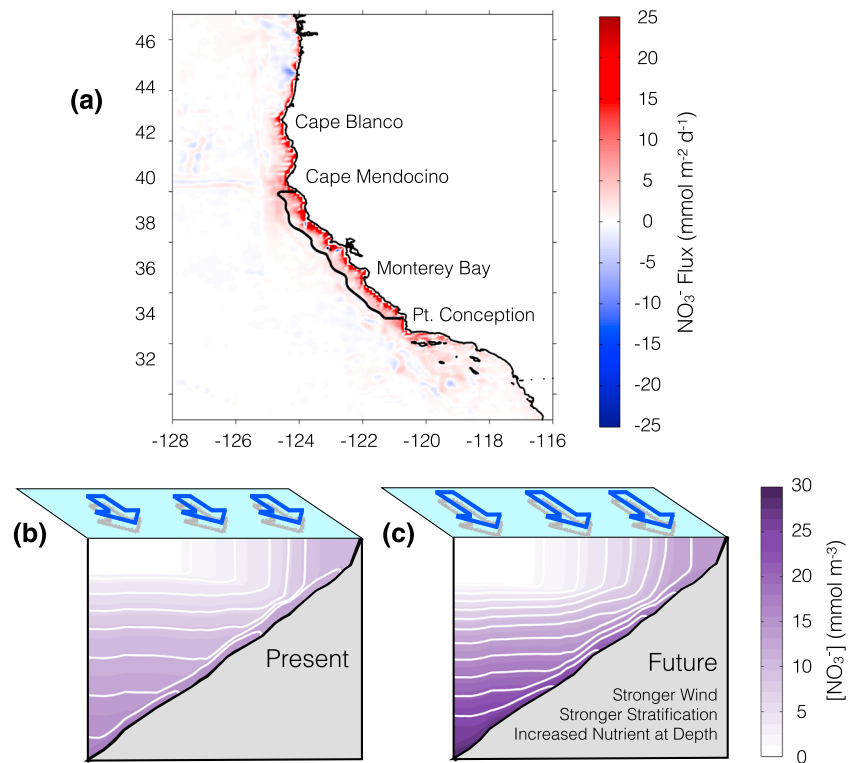 (a)
46
44
42
40
38
36
34
32
Cape Blanco
Cape Mendocino
Monterey Bay
Pt. Conception
-128 -126 -124 -122 -120 -118 -116
25
20
15
10
5
0
-5
-10
-15
-20
-25
NO₃⁻ Flux (mmol m⁻² d⁻¹)
(b)
Present
(c)
Future
Stronger Wind
Stronger Stratification
Increased Nutrient at Depth
30
25
20
15
10
5
0
[NO₃⁻] (mmol m⁻³)